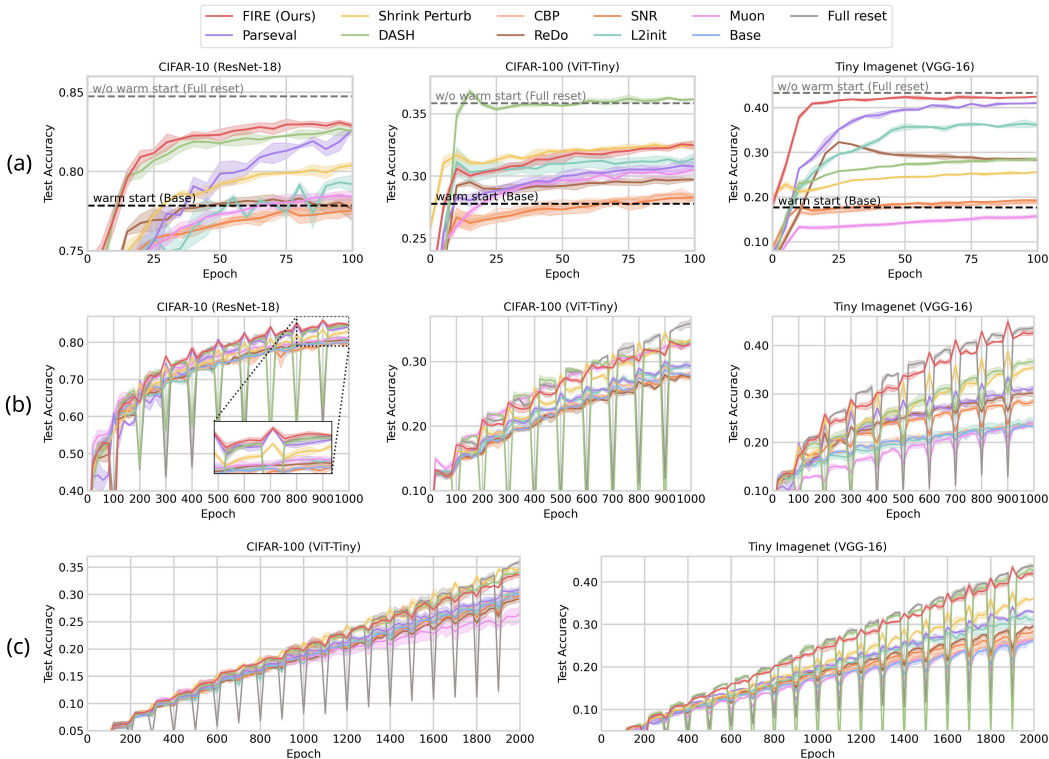 FIRE (Ours) Shrink Perturb CBP SNR Muon Full reset
Parseval DASH ReDo L2init Base
(a)
CIFAR-10 (ResNet-18)
w/o warm start (Full reset)
warm start (Base)
Test Accuracy
0.85
0.80
0.75
0 25 50 75 100
Epoch
CIFAR-100 (ViT-Tiny)
w/o warm start (Full reset)
warm start (Base)
Test Accuracy
0.35
0.30
0.25
0 25 50 75 100
Epoch
Tiny Imagenet (VGG-16)
w/o warm start (Full reset)
warm start (Base)
Test Accuracy
0.40
0.30
0.20
0.10
0 25 50 75 100
Epoch
(b)
CIFAR-10 (ResNet-18)
Test Accuracy
0.80
0.70
0.60
0.50
0.40
0 100 200 300 400 500 600 700 800 900 1000
Epoch
CIFAR-100 (ViT-Tiny)
Test Accuracy
0.30
0.20
0.10
0 100 200 300 400 500 600 700 800 900 1000
Epoch
Tiny Imagenet (VGG-16)
Test Accuracy
0.40
0.30
0.20
0.10
0 100 200 300 400 500 600 700 800 900 1000
Epoch
(c)
CIFAR-100 (ViT-Tiny)
Test Accuracy
0.35
0.30
0.25
0.20
0.15
0.10
0.05
0 200 400 600 800 1000 1200 1400 1600 1800 2000
Epoch
Tiny Imagenet (VGG-16)
Test Accuracy
0.40
0.30
0.20
0.10
0 200 400 600 800 1000 1200 1400 1600 1800 2000
Epoch